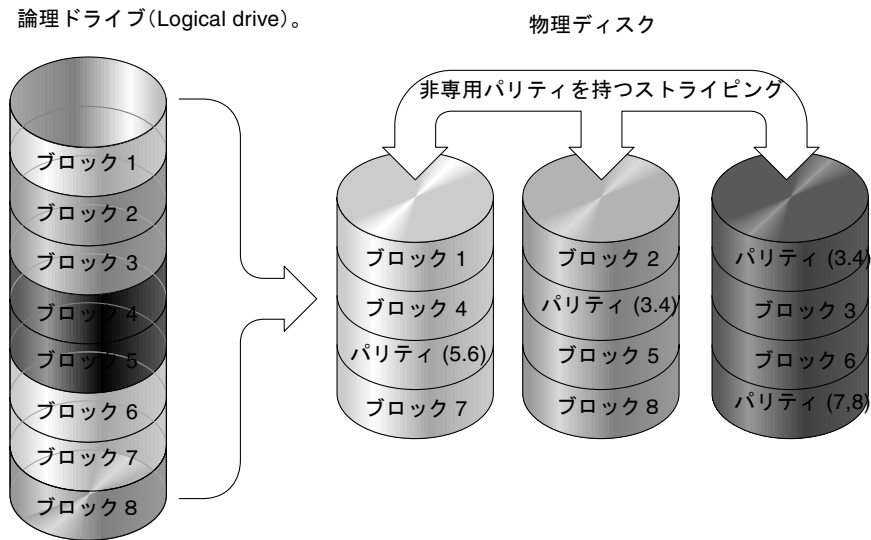 論理ドライブ(Logical drive)。
物理ディスク
非専用パリティを持つストライピング
ブロック 1
ブロック 2
ブロック 3
ブロック 4
ブロック 5
ブロック 6
ブロック 7
ブロック 8
ブロック 1
ブロック 4
パリティ (5.6)
ブロック 7
ブロック 2
パリティ (3.4)
ブロック 5
ブロック 8
パリティ (3.4)
ブロック 3
ブロック 6
パリティ (7,8)